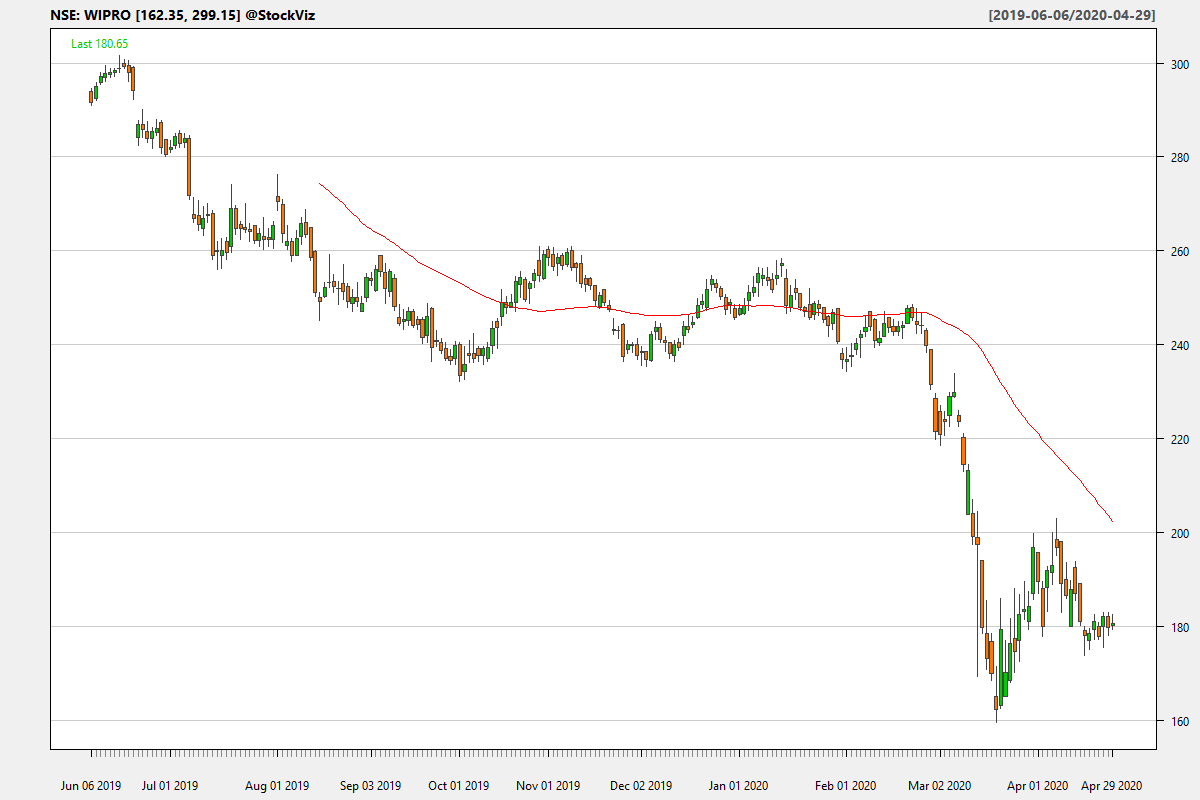 NSE: WIPRO [162.35, 299.15] @StockViz [2019-06-06/2020-04-29]
Last 180.65
300
280
260
240
220
200
180
160
Jun 06 2019 Jul 01 2019 Aug 01 2019 Sep 03 2019 Oct 01 2019 Nov 01 2019 Dec 02 2019 Jan 01 2020 Feb 01 2020 Mar 02 2020 Apr 01 2020 Apr 29 2020